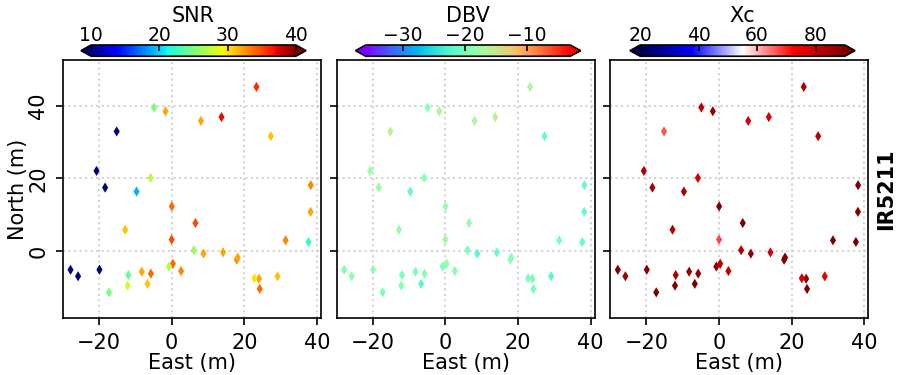 SNR DBV Xc
10 20 30 40 −30 −20 −10 20 40 60 80
North (m)
40
20
0
IR5211
−20 0 20 40 −20 0 20 40 −20 0 20 40
East (m) East (m) East (m)